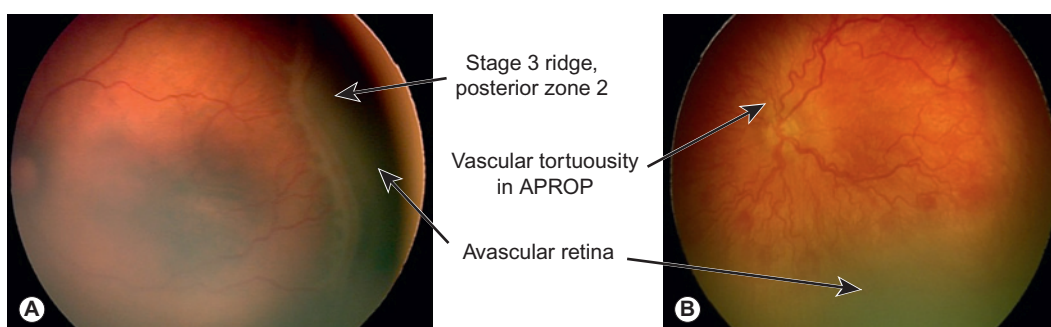 Stage 3 ridge,
posterior zone 2
Vascular tortuousity
in APROP
Avascular retina
A
B